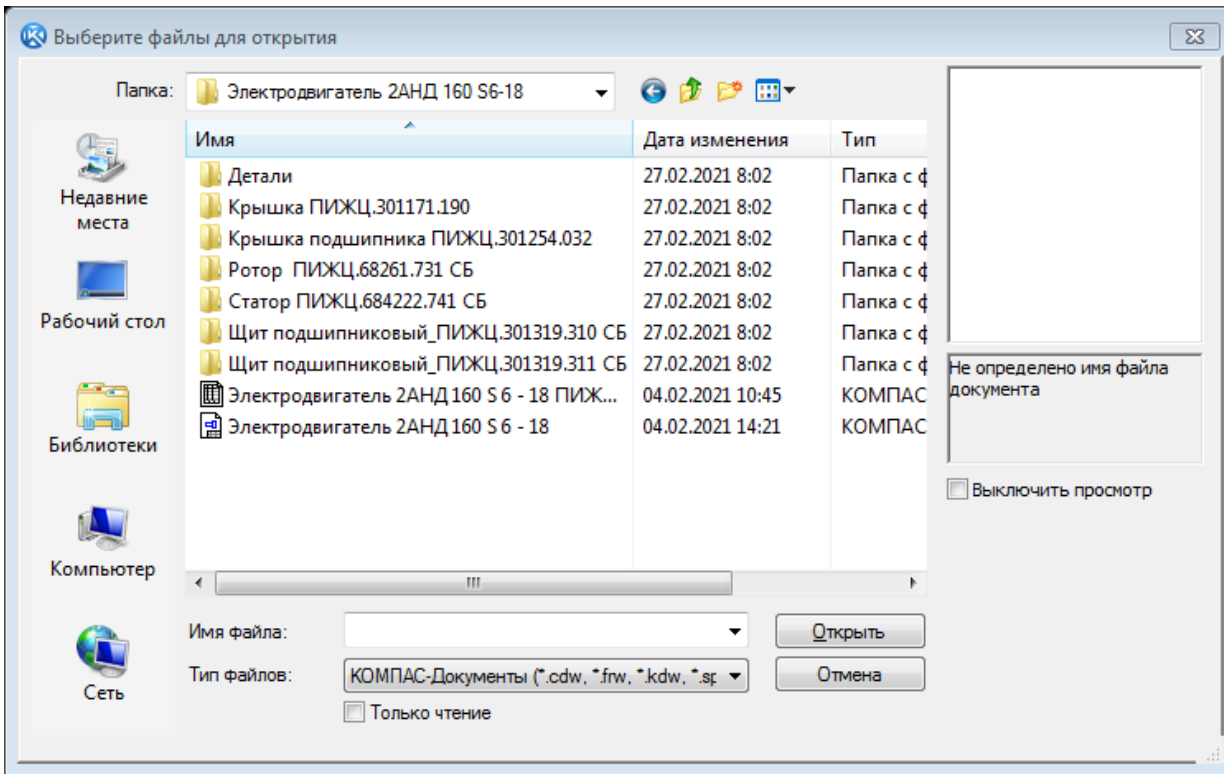 Выберите файлы для открытия
Папка:
Электродвигатель 2АНД 160 S6-18
Недавние места
Рабочий стол
Библиотеки
Компьютер
Сеть
Имя Дата изменения Тип
Детали 27.02.2021 8:02 Папка с ф
Крышка ПИЖЦ.301171.190 27.02.2021 8:02 Папка с ф
Крышка подшипника ПИЖЦ.301254.032 27.02.2021 8:02 Папка с ф
Ротор  ПИЖЦ.68261.731 СБ 27.02.2021 8:02 Папка с ф
Статор ПИЖЦ.684222.741 СБ 27.02.2021 8:02 Папка с ф
Щит подшипниковый_ПИЖЦ.301319.310 СБ 27.02.2021 8:02 Папка с ф
Щит подшипниковый_ПИЖЦ.301319.311 СБ 27.02.2021 8:02 Папка с ф
Электродвигатель 2АНД 160 S 6 - 18 ПИЖ... 04.02.2021 10:45 КОМПАС
Электродвигатель 2АНД 160 S 6 - 18 04.02.2021 14:21 КОМПАС
Имя файла:
Открыть
Тип файлов:
КОМПАС-Документы (*.cdw, *.frw, *.kdw, *.sp
Отмена
Только чтение
Не определено имя файла
документа
Выключить просмотр